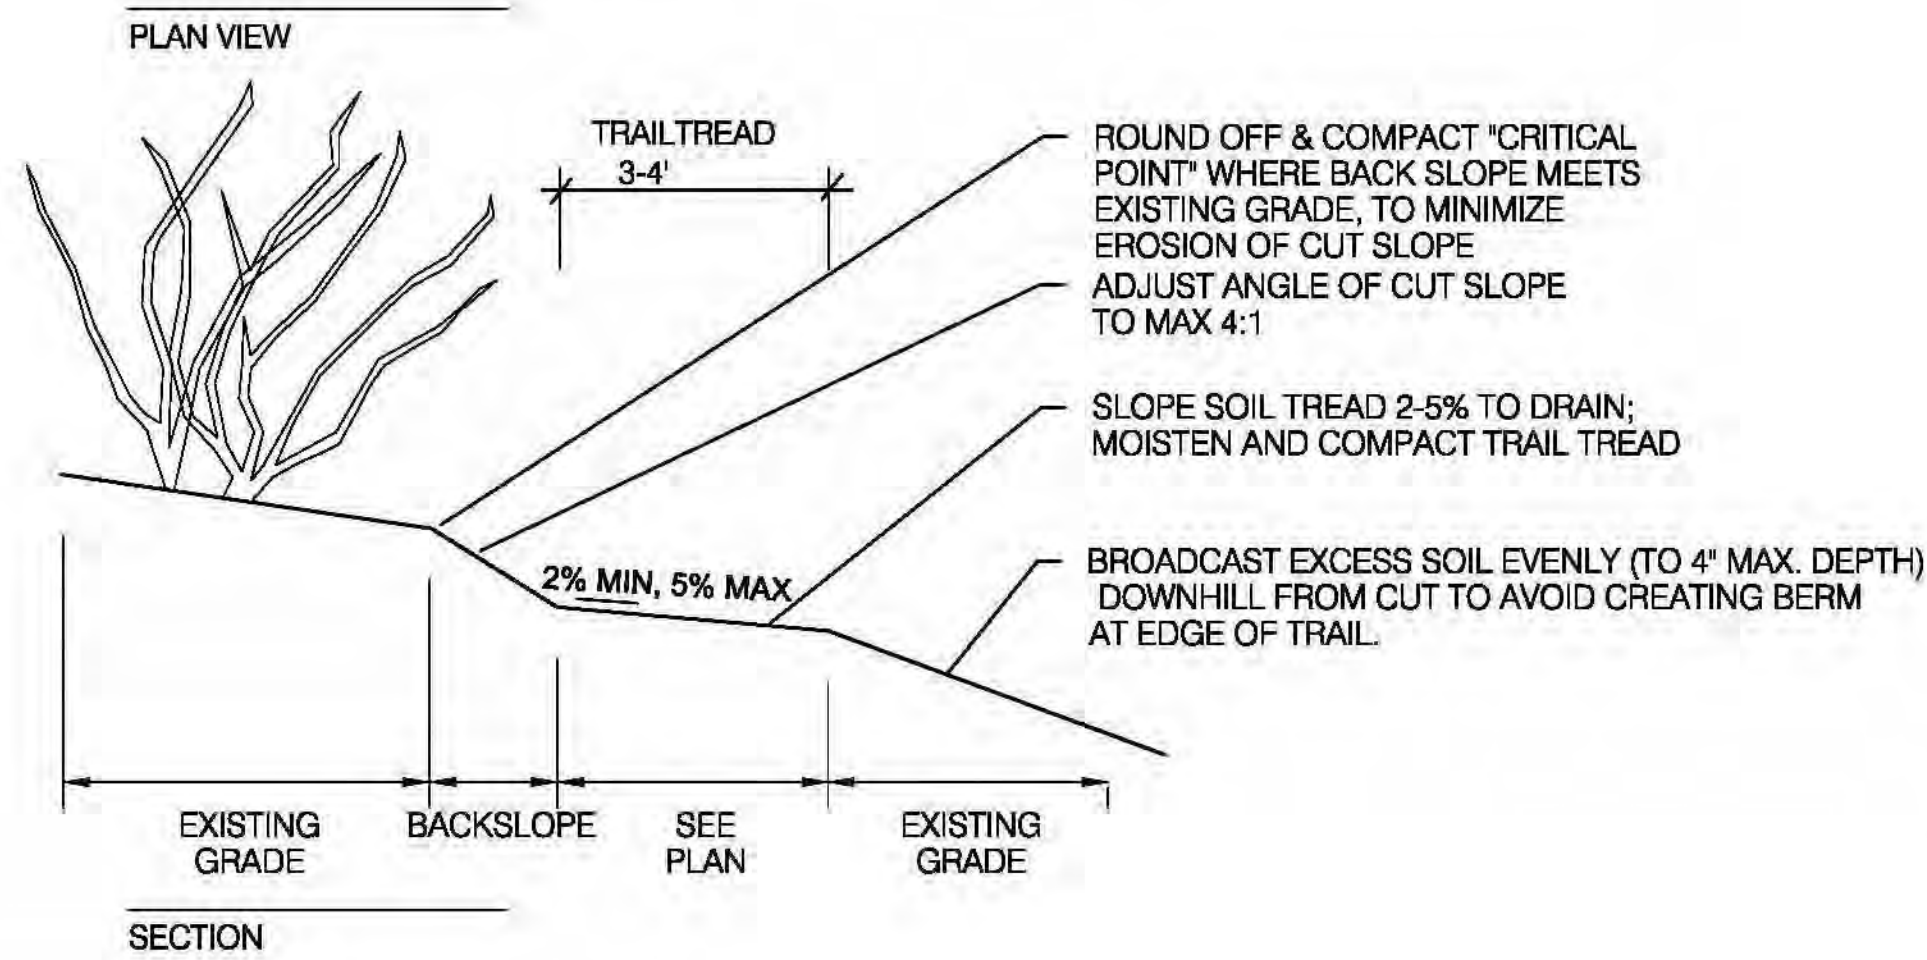 PLAN VIEW
TRAILTREAD
3-4'
ROUND OFF & COMPACT "CRITICAL
POINT" WHERE BACK SLOPE MEETS
EXISTING GRADE, TO MINIMIZE
EROSION OF CUT SLOPE
ADJUST ANGLE OF CUT SLOPE
TO MAX 4:1
SLOPE SOIL TREAD 2-5% TO DRAIN;
MOISTEN AND COMPACT TRAIL TREAD
2% MIN, 5% MAX
BROADCAST EXCESS SOIL EVENLY (TO 4" MAX. DEPTH)
DOWNHILL FROM CUT TO AVOID CREATING BERM
AT EDGE OF TRAIL.
EXISTING
GRADE
BACKSLOPE
SEE
PLAN
EXISTING
GRADE
SECTION